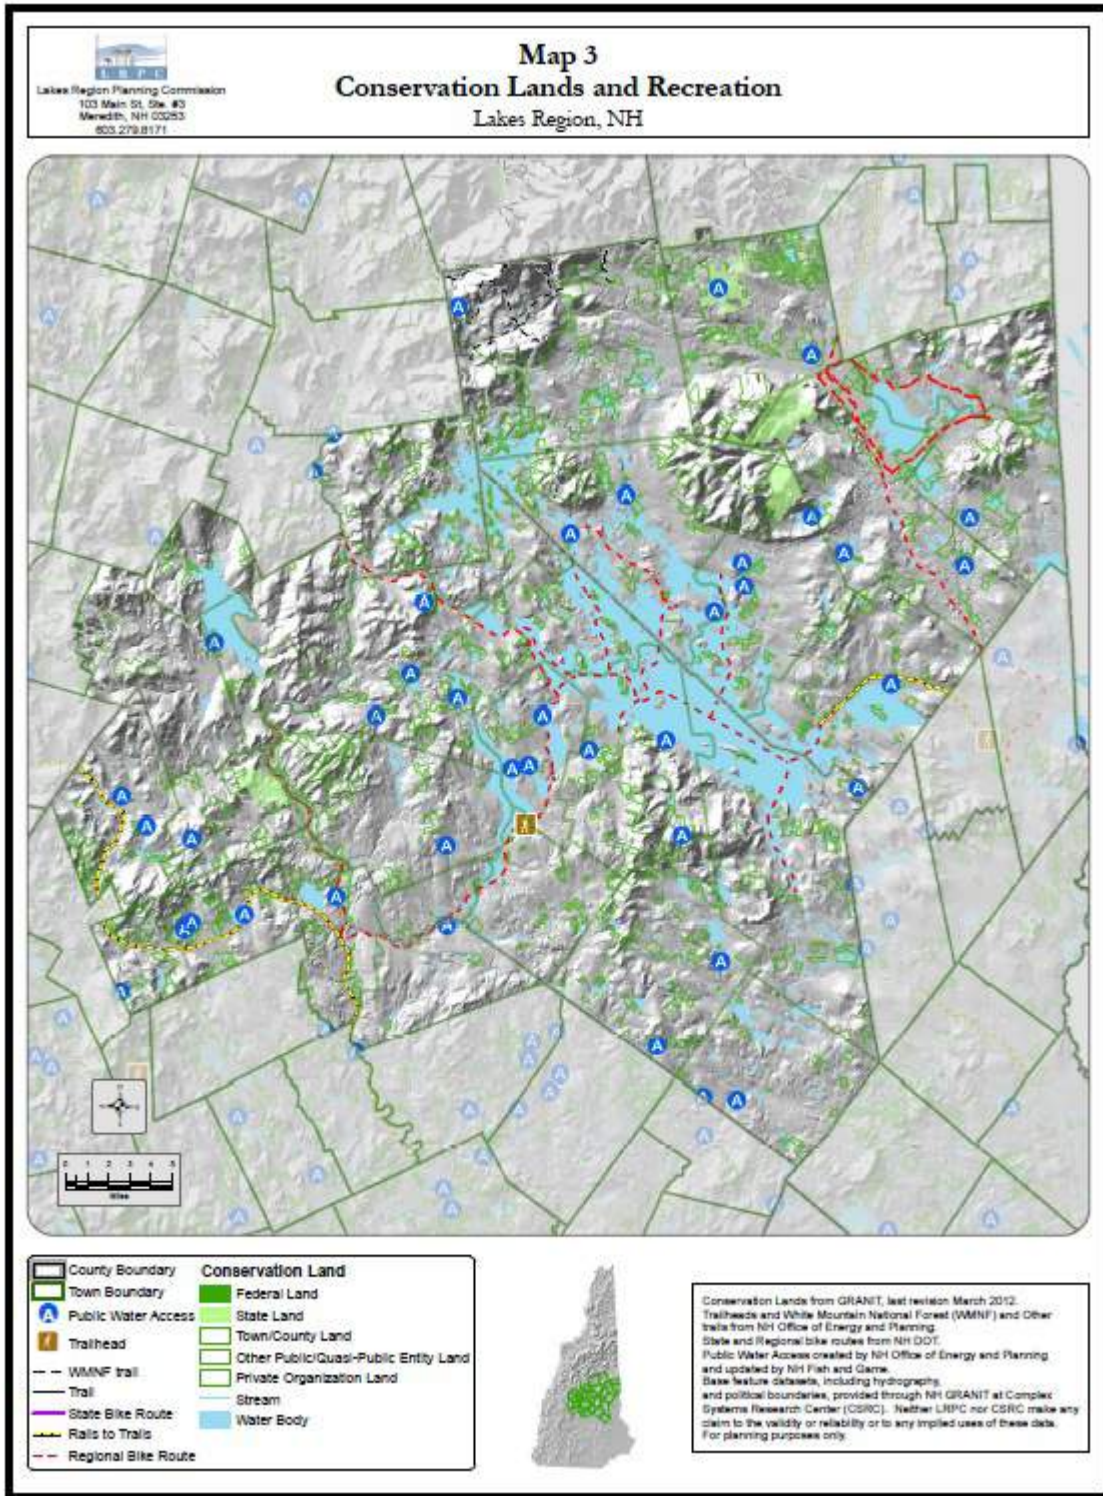 Map 3
Conservation Lands and Recreation
Lakes Region, NH
L R P C
Lakes Region Planning Commission
103 Main St, Ste. #3
Meredith, NH 03253
603.279.8171
0 1 2 3 4 5
Miles
County Boundary
Town Boundary
Public Water Access
Trailhead
WMNF trail
Trail
State Bike Route
Rails to Trails
Regional Bike Route
Conservation Land
Federal Land
State Land
Town/County Land
Other Public/Quasi-Public Entity Land
Private Organization Land
Stream
Water Body
Conservation Lands from GRANIT, last revision March 2012.
Trailheads and White Mountain National Forest (WMNF) and Other
trails from NH Office of Energy and Planning.
State and Regional bike routes from NH DOT.
Public Water Access created by NH Office of Energy and Planning
and updated by NH Fish and Game.
Base feature datasets, including hydrography,
and political boundaries, provided through NH GRANIT at Complex
Systems Research Center (CSRC). Neither LRPC nor CSRC make any
claim to the validity or reliability or to any implied uses of these data.
For planning purposes only.